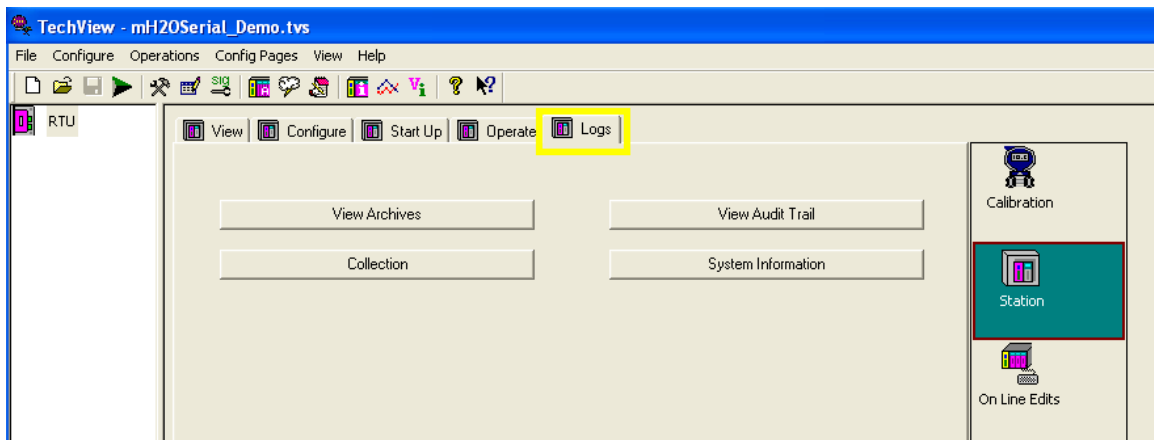 TechView - mH2OSerial_Demo.tvs
File Configure Operations Config Pages View Help
SIG
RTU
View Configure Start Up Operate Logs
View Archives View Audit Trail
Collection System Information
Calibration
Station
On Line Edits